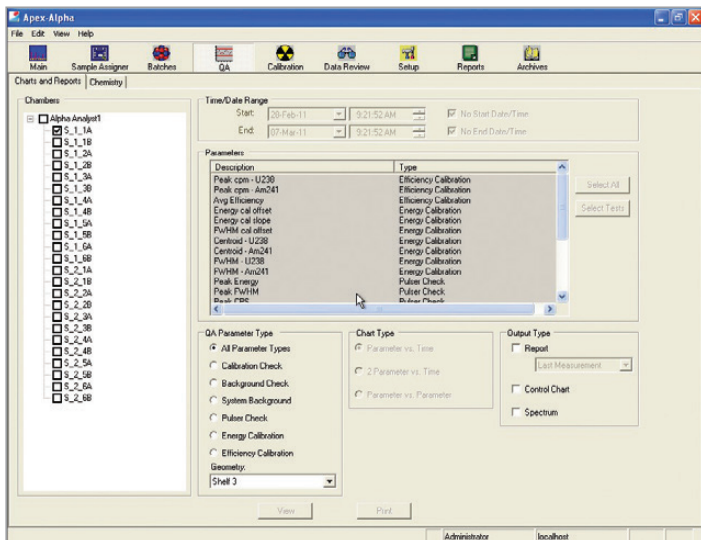 Apex-Alpha
File Edit View Help
Main Sample Assigner Batches QA Calibration Data Review Setup Reports Archives
Charts and Reports Chemistry
Chambers
Alpha Analyst1
S_1_1A
S_1_1B
S_1_2A
S_1_2B
S_1_3A
S_1_3B
S_1_4A
S_1_4B
S_1_5A
S_1_5B
S_1_6A
S_1_6B
S_2_1A
S_2_1B
S_2_2A
S_2_2B
S_2_3A
S_2_3B
S_2_4A
S_2_4B
S_2_5A
S_2_5B
S_2_6A
S_2_6B
Time/Date Range
Start: 20-Feb-11 9:21:52 AM No Start Date/Time
End: 07-Mar-11 9:21:52 AM No End Date/Time
Parameters
Description Type
Peak cpm - U238 Efficiency Calibration
Peak cpm - Am241 Efficiency Calibration
Avg Efficiency Efficiency Calibration
Energy cal offset Energy Calibration
Energy cal slope Energy Calibration
FWHM cal offset Energy Calibration
Centroid - U238 Energy Calibration
Centroid - Am241 Energy Calibration
FWHM - U238 Energy Calibration
FWHM - Am241 Energy Calibration
Peak Energy Pulser Check
Peak FWHM Pulser Check
Peak CPS Pulser Check
Select All
Select Tests
QA Parameter Type
All Parameter Types
Calibration Check
Background Check
System Background
Pulser Check
Energy Calibration
Efficiency Calibration
Geometry:
Shelf 3
Chart Type
Parameter vs. Time
2 Parameter vs. Time
Parameter vs. Parameter
Output Type
Report
Last Measurement
Control Chart
Spectrum
View Print
Administrator localhost